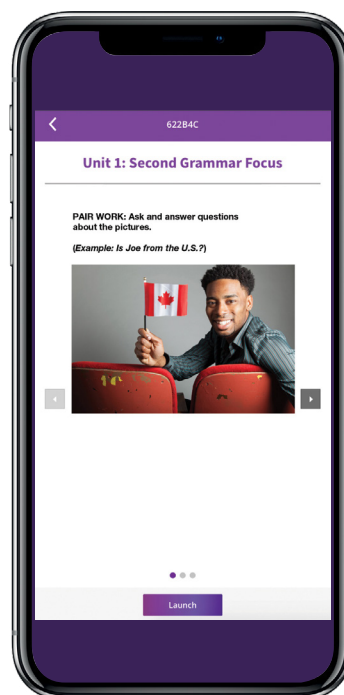 622B4C
Unit 1: Second Grammar Focus
PAIR WORK: Ask and answer questions
about the pictures.
(Example: Is Joe from the U.S.?)
Launch